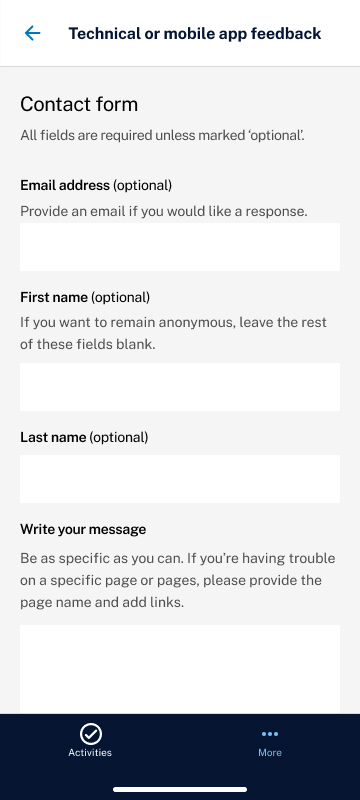 Technical or mobile app feedback
Contact form
All fields are required unless marked ‘optional’.
Email address (optional)
Provide an email if you would like a response.
First name (optional)
If you want to remain anonymous, leave the rest
of these fields blank.
Last name (optional)
Write your message
Be as specific as you can. If you’re having trouble
on a specific page or pages, please provide the
page name and add links.
Activities
More